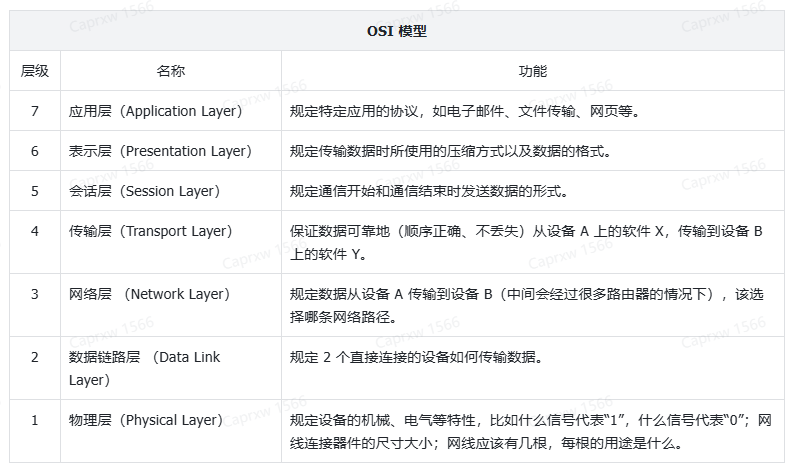 OSI 模型
层级 名称 功能
7 应用层（Application Layer） 规定特定应用的协议，如电子邮件、文件传输、网页等。
6 表示层（Presentation Layer） 规定传输数据时所使用的压缩方式以及数据的格式。
5 会话层（Session Layer） 规定通信开始和通信结束时发送数据的形式。
4 传输层（Transport Layer） 保证数据可靠地（顺序正确、不丢失）从设备 A 上的软件 X，传输到设备 B
上的软件 Y。
3 网络层 （Network Layer） 规定数据从设备 A 传输到设备 B（中间会经过很多路由器的情况下），该选
择哪条网络路径。
2 数据链路层 （Data Link 规定 2 个直接连接的设备如何传输数据。
Layer）
1 物理层（Physical Layer） 规定设备的机械、电气等特性，比如什么信号代表“1”，什么信号代表“0”；网
线连接器件的尺寸大小；网线应该有几根，每根的用途是什么。
Caprxw 1566